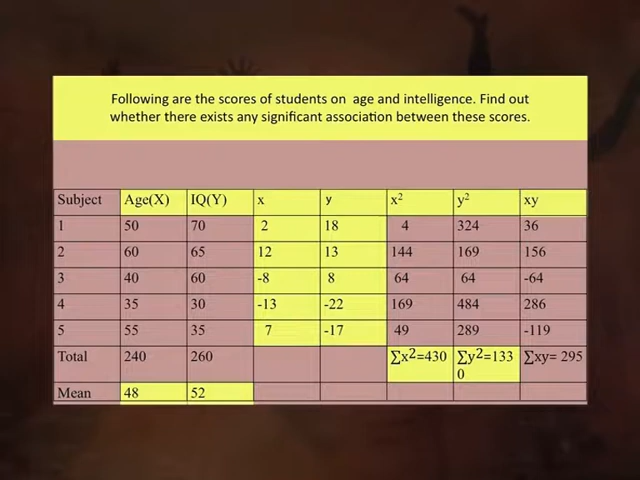 Following are the scores of students on age and intelligence. Find out
whether there exists any significant association between these scores.
Subject Age(X) IQ(Y) x y x² y² xy
1 50 70 2 18 4 324 36
2 60 65 12 13 144 169 156
3 40 60 -8 8 64 64 -64
4 35 30 -13 -22 169 484 286
5 55 35 7 -17 49 289 -119
Total 240 260 ∑x²=430 ∑y²=133 ∑xy= 295
0
Mean 48 52